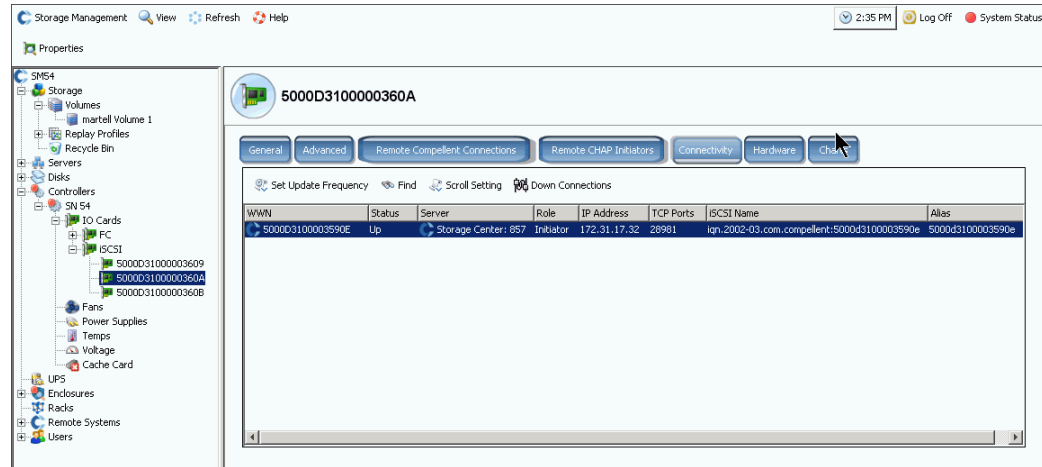 Storage Management View Refresh Help 2:35 PM Log Off System Status
Properties
SM54
Storage
Volumes
martell Volume 1
Replay Profiles
Recycle Bin
Servers
Disks
Controllers
SN 54
IO Cards
FC
iSCSI
5000D3100003609
5000D3100000360A
5000D3100000360B
Fans
Power Supplies
Temps
Voltage
Cache Card
UPS
Enclosures
Racks
Remote Systems
Users
5000D3100000360A
General Advanced Remote Compellent Connections Remote CHAP Initiators Connectivity Hardware
Set Update Frequency Find Scroll Setting Down Connections
WWN Status Server Role IP Address TCP Ports iSCSI Name Alias
5000D3100003590E Up Storage Center: 857 Initiator 172.31.17.32 28981 iqn.2002-03.com.compellent:5000d3100003590e 5000d3100003590e